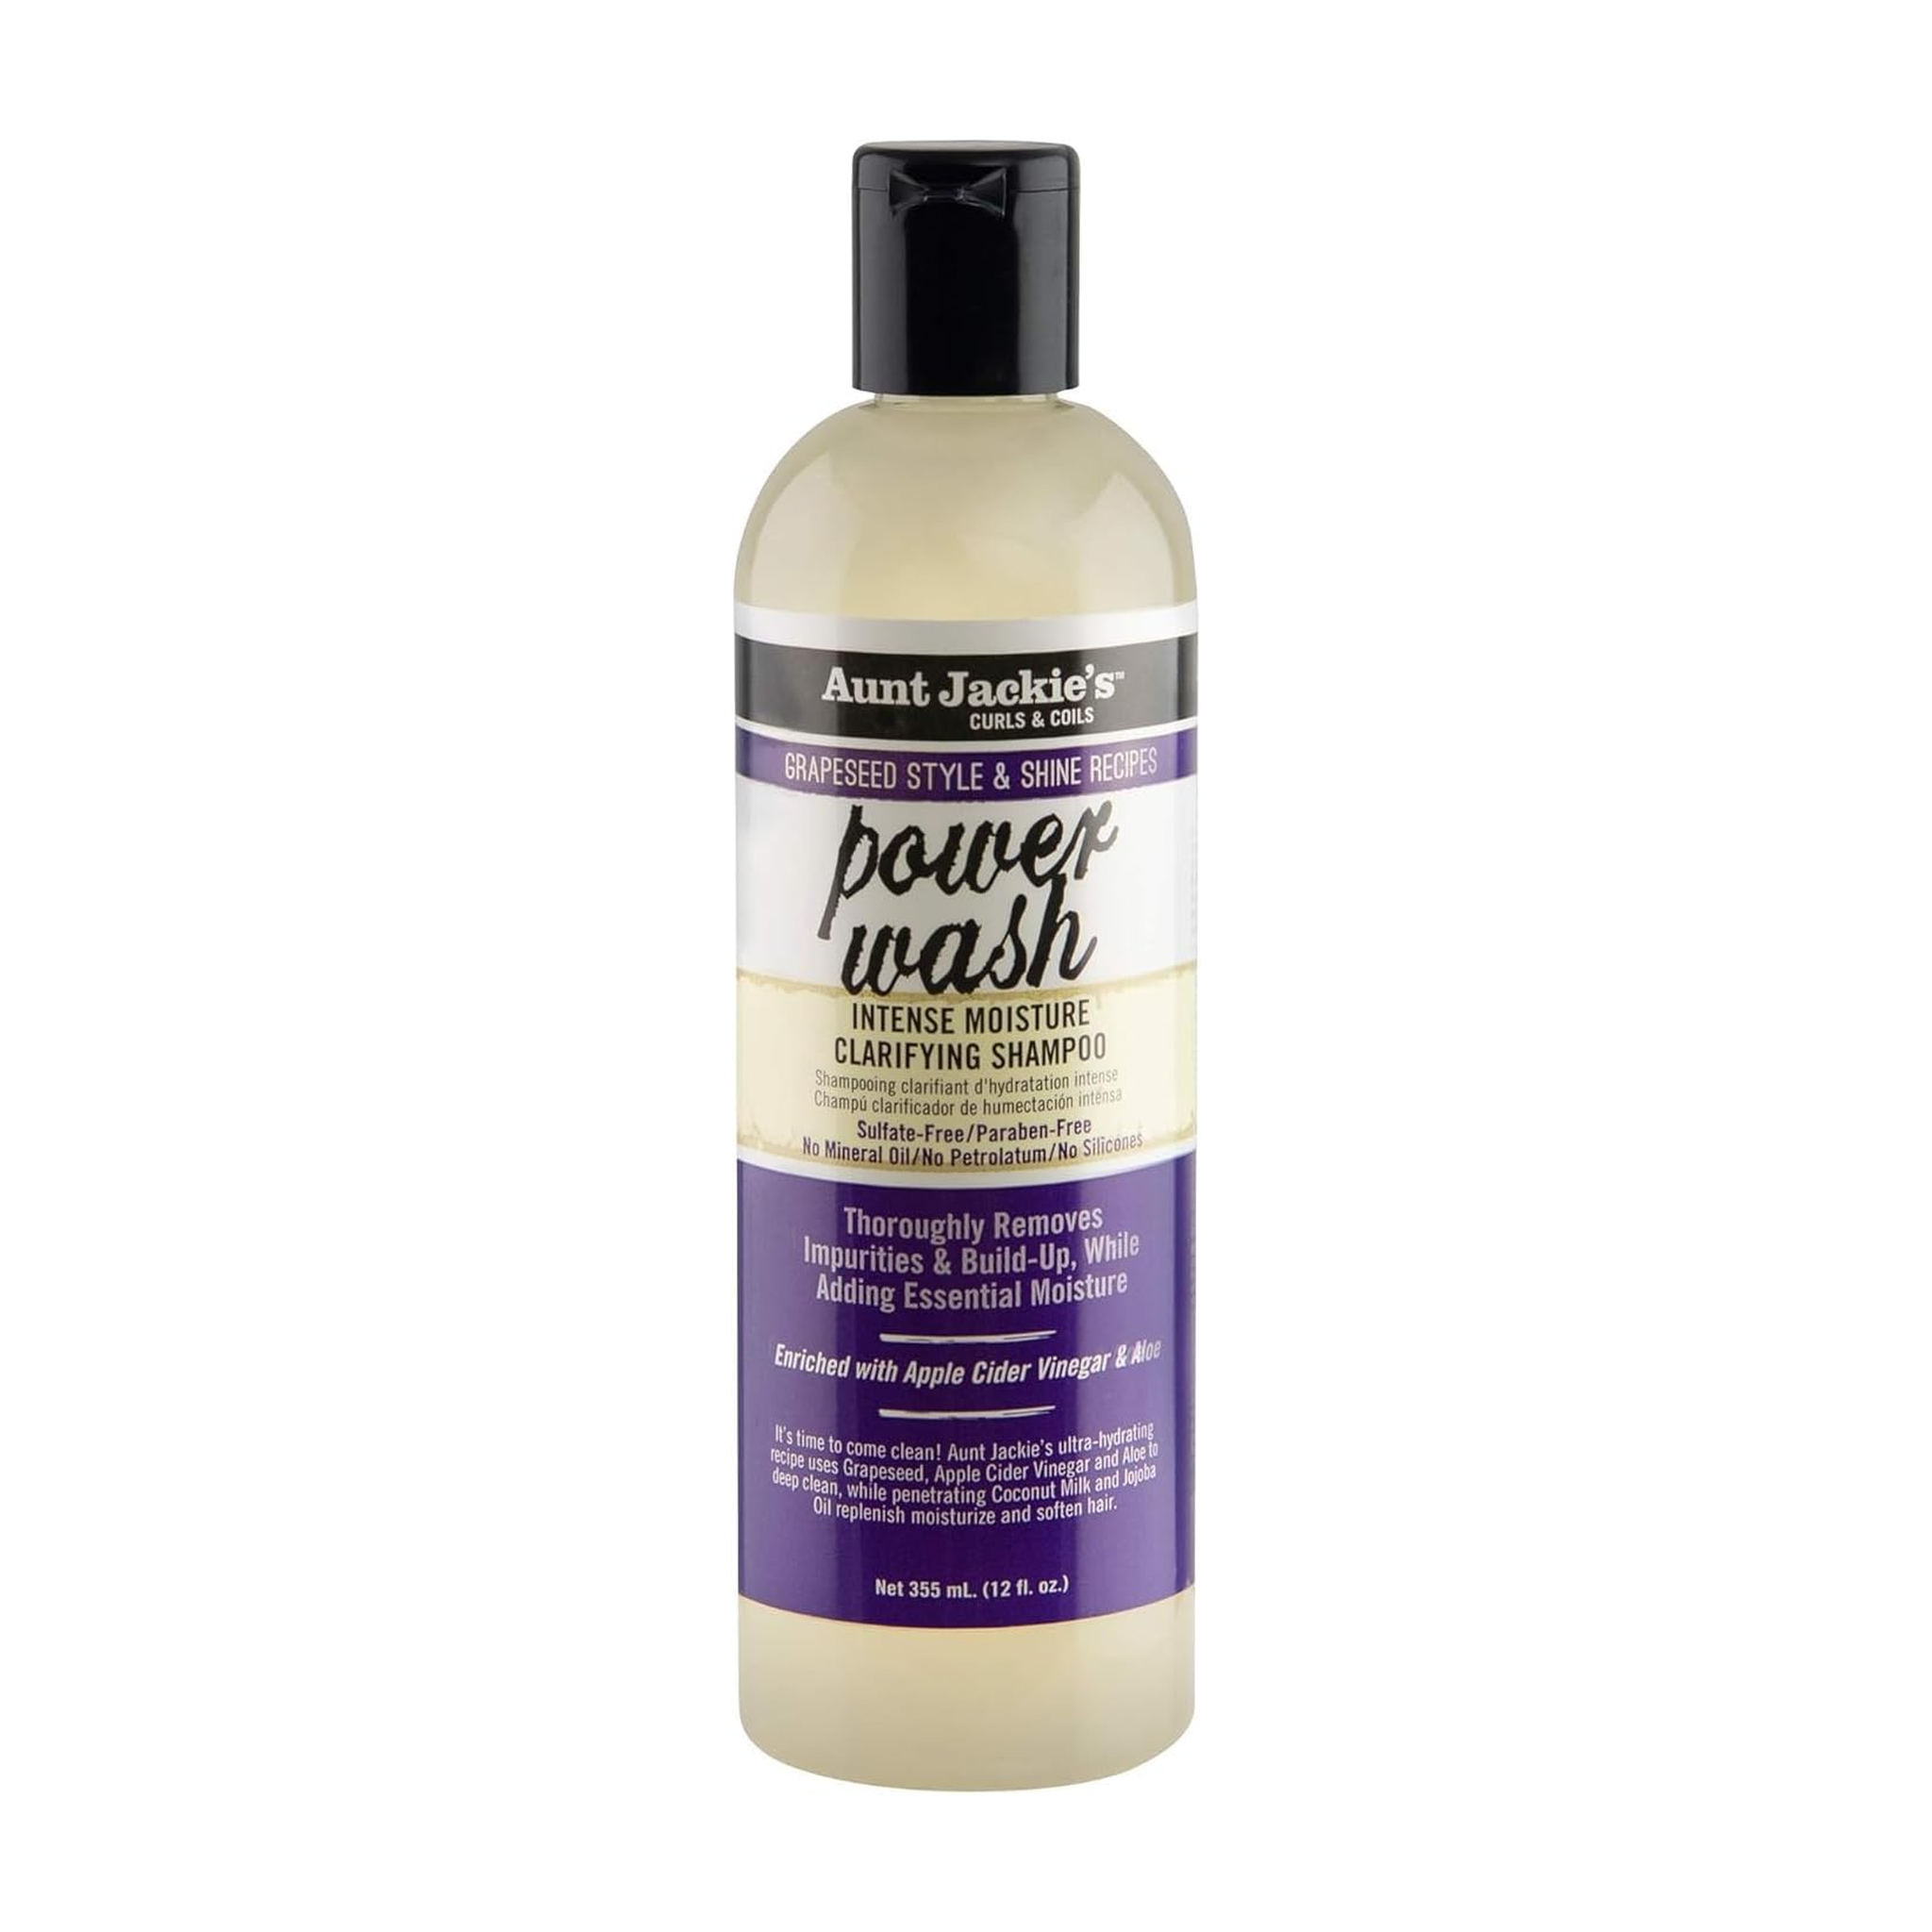 Aunt Jackie's™
CURLS & COILS
GRAPESEED STYLE & SHINE RECIPES
power
wash
INTENSE MOISTURE
CLARIFYING SHAMPOO
Shampooing clarifiant d'hydratation intense
Champú clarificador de humectación intensa
Sulfate-Free/Paraben-Free
No Mineral Oil/No Petrolatum/No Silicones
Thoroughly Removes
Impurities & Build-Up, While
Adding Essential Moisture
Enriched with Apple Cider Vinegar & Aloe
It's time to come clean! Aunt Jackie's ultra-hydrating
recipe uses Grapeseed, Apple Cider Vinegar and Aloe to
deep clean, while penetrating Coconut Milk and Jojoba
Oil replenish moisturize and soften hair.
Net 355 mL. (12 fl. oz.)